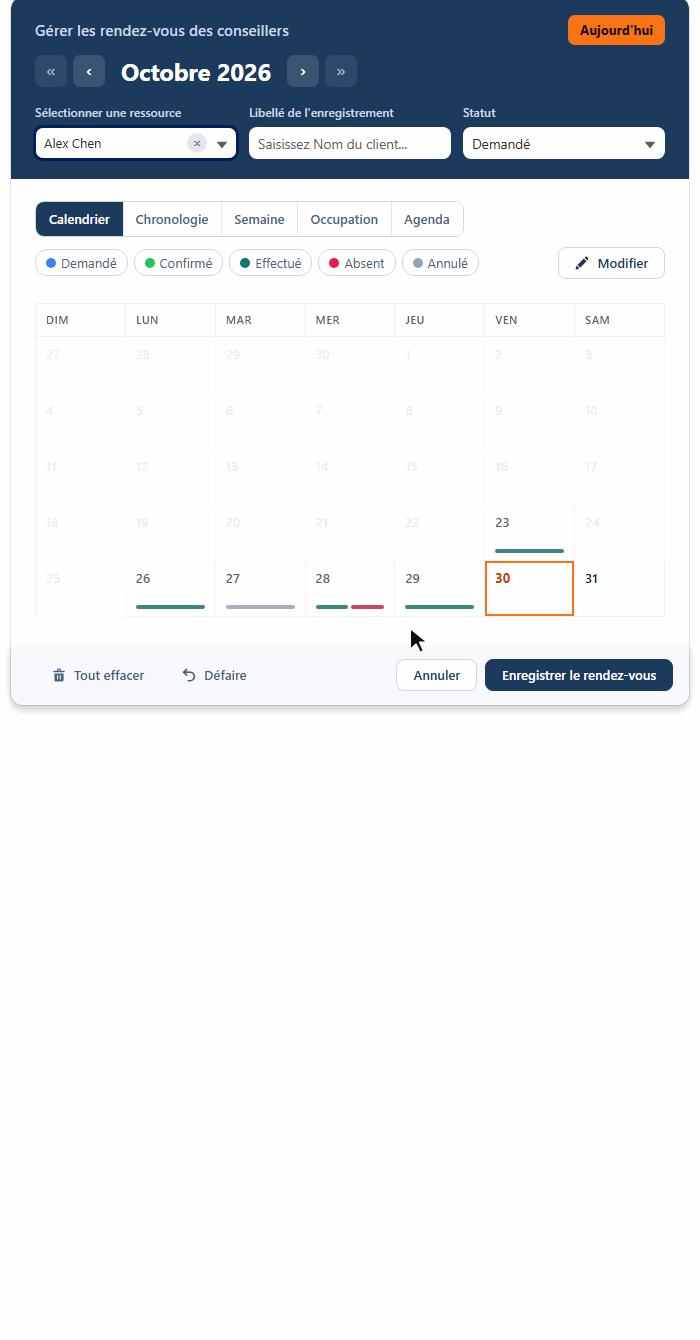 Gérer les rendez-vous des conseillers
Aujourd'hui
« ‹ Octobre 2026 › »
Sélectionner une ressource Libellé de l'enregistrement Statut
Alex Chen × Saisissez Nom du client... Demandé
Calendrier Chronologie Semaine Occupation Agenda
Demandé Confirmé Effectué Absent Annulé Modifier
DIM LUN MAR MER JEU VEN SAM
27 28 29 30 1 2 3
4 5 6 7 8 9 10
11 12 13 14 15 16 17
18 19 20 21 22 23 24
25 26 27 28 29 30 31
Tout effacer Défaire Annuler Enregistrer le rendez-vous